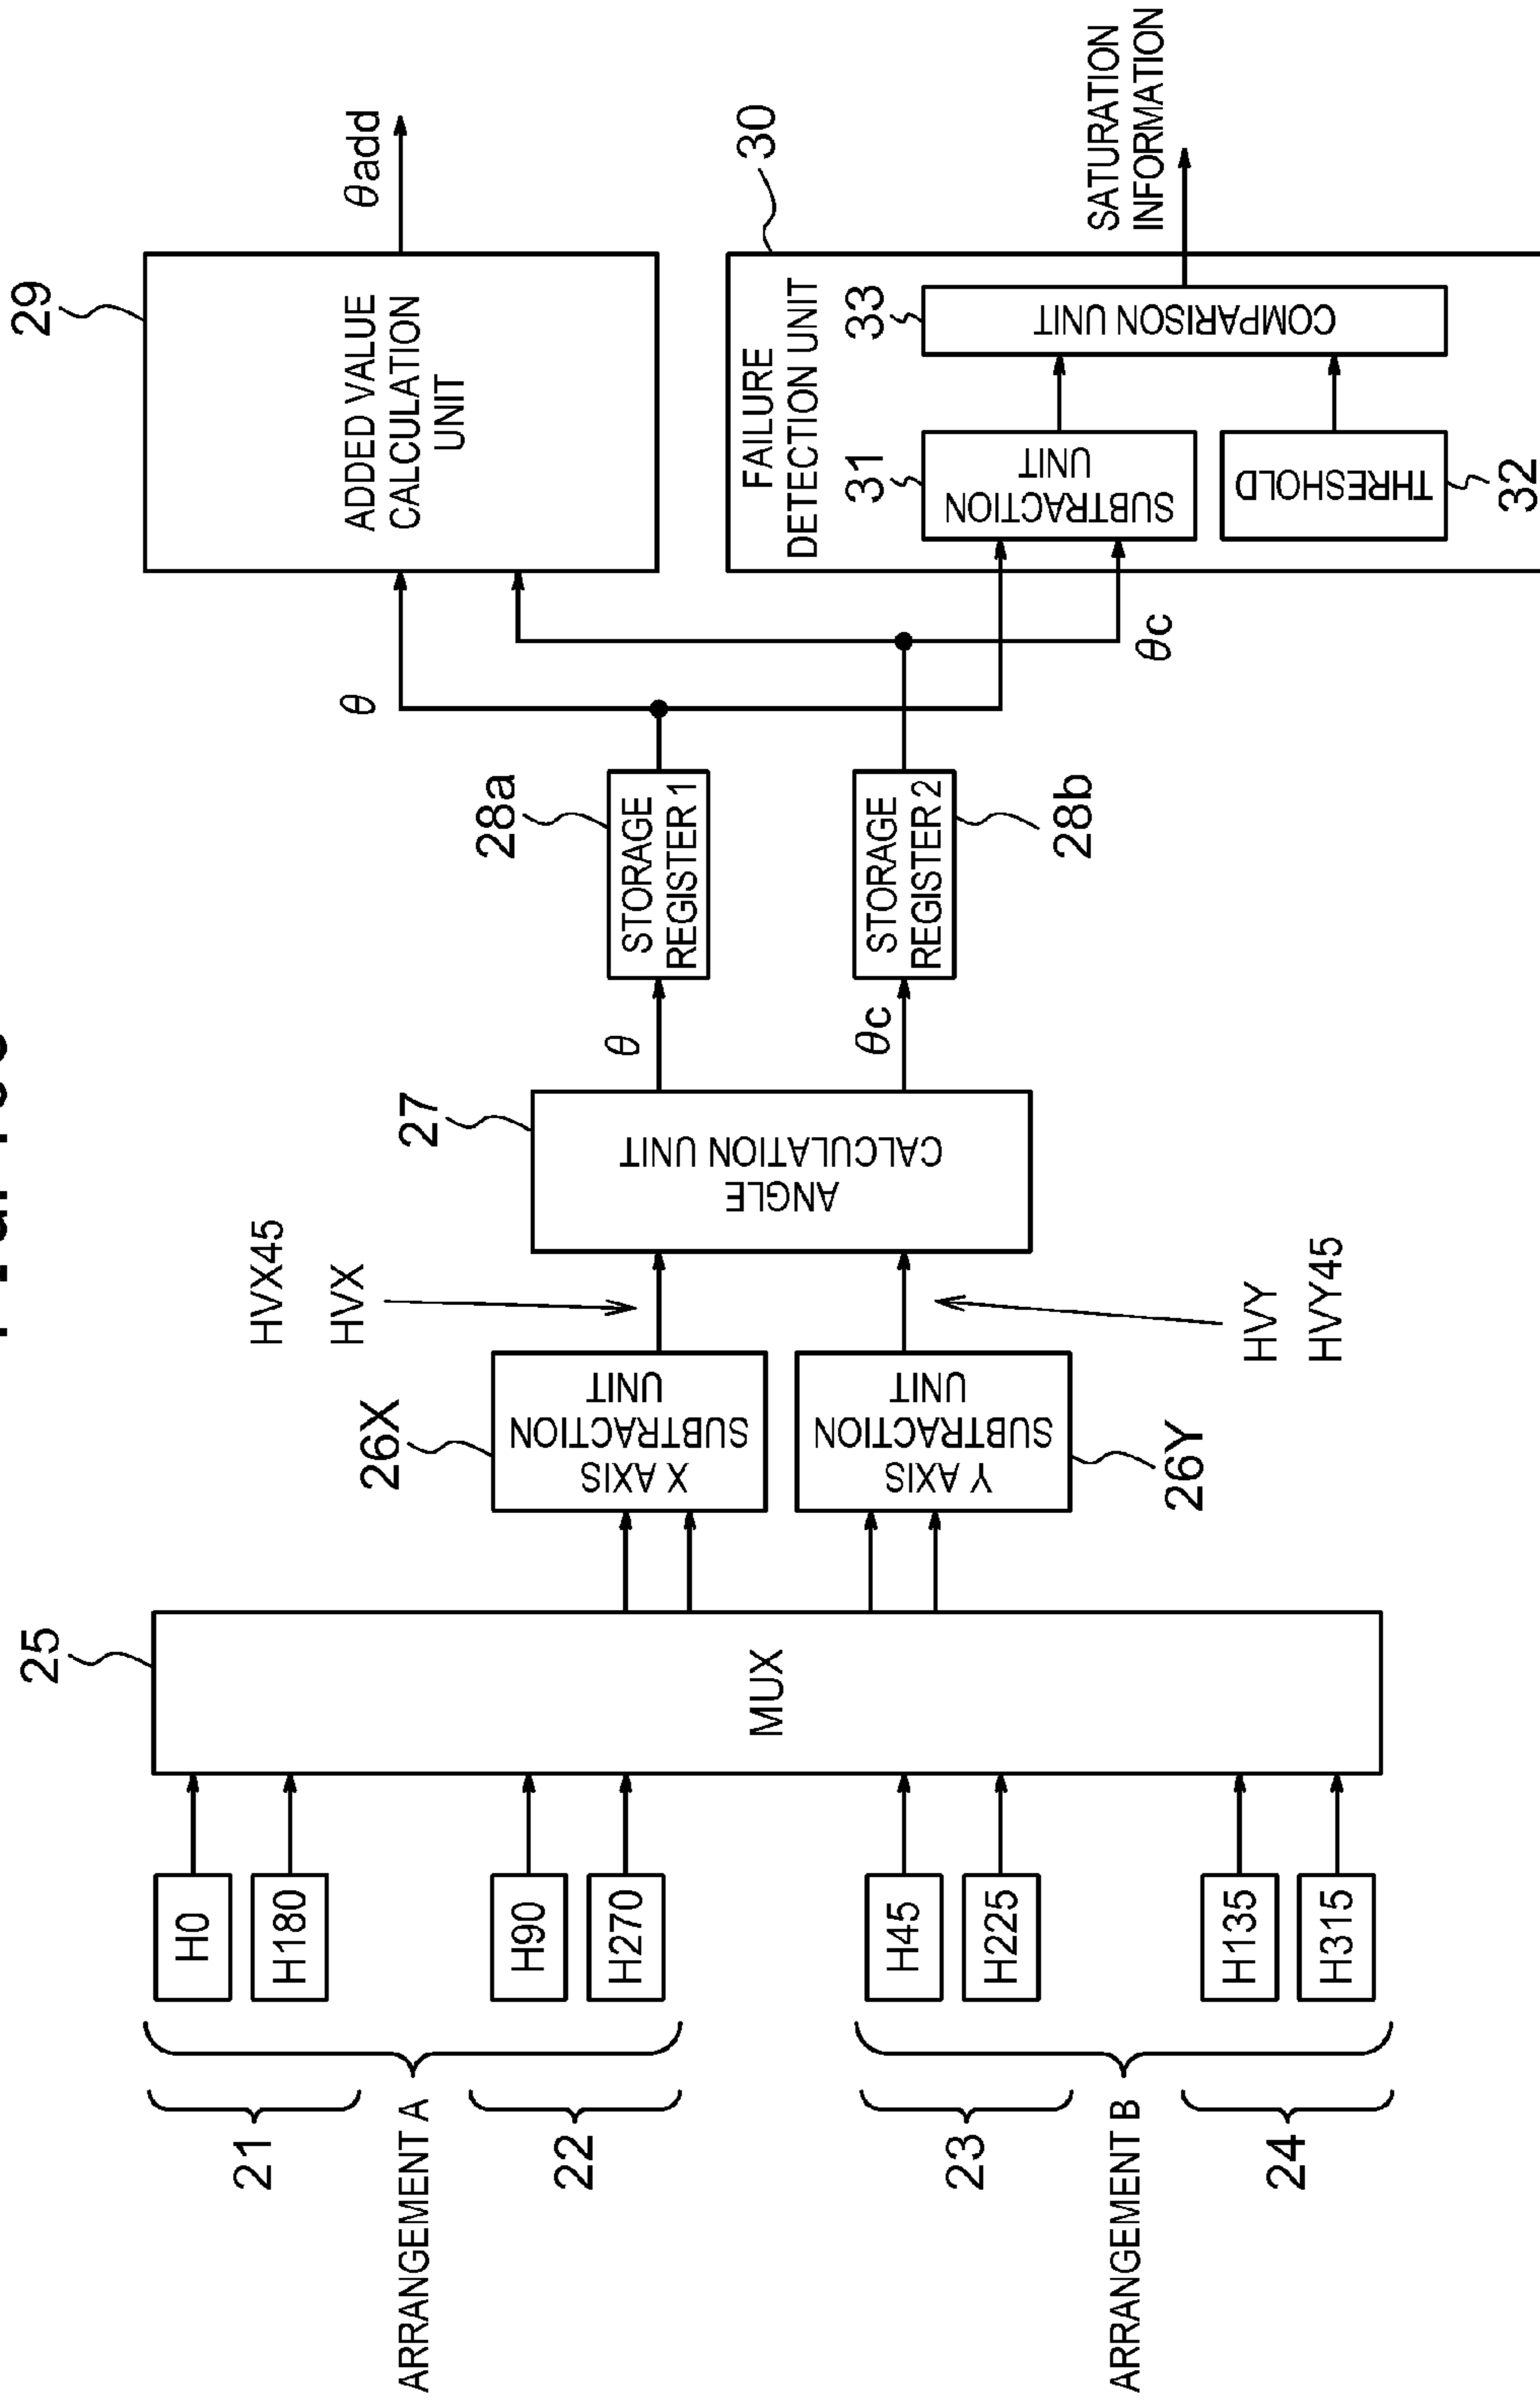 29
ADDED VALUE
CALCULATION
UNIT
θadd
30
FAILURE
DETECTION UNIT
33
COMPARISON UNIT
31
SUBTRACTION
UNIT
THRESHOLD
32
SATURATION
INFORMATION
θ
θc
28a
STORAGE
REGISTER 1
STORAGE
REGISTER 2
28b
θ
θc
27
ANGLE
CALCULATION UNIT
HVX45
HVX
HVY
HVY45
26X
X AXIS
SUBTRACTION
UNIT
Y AXIS
SUBTRACTION
UNIT
26Y
25
MUX
H0
H180
H90
H270
H45
H225
H135
H315
21
ARRANGEMENT A
22
23
ARRANGEMENT B
24